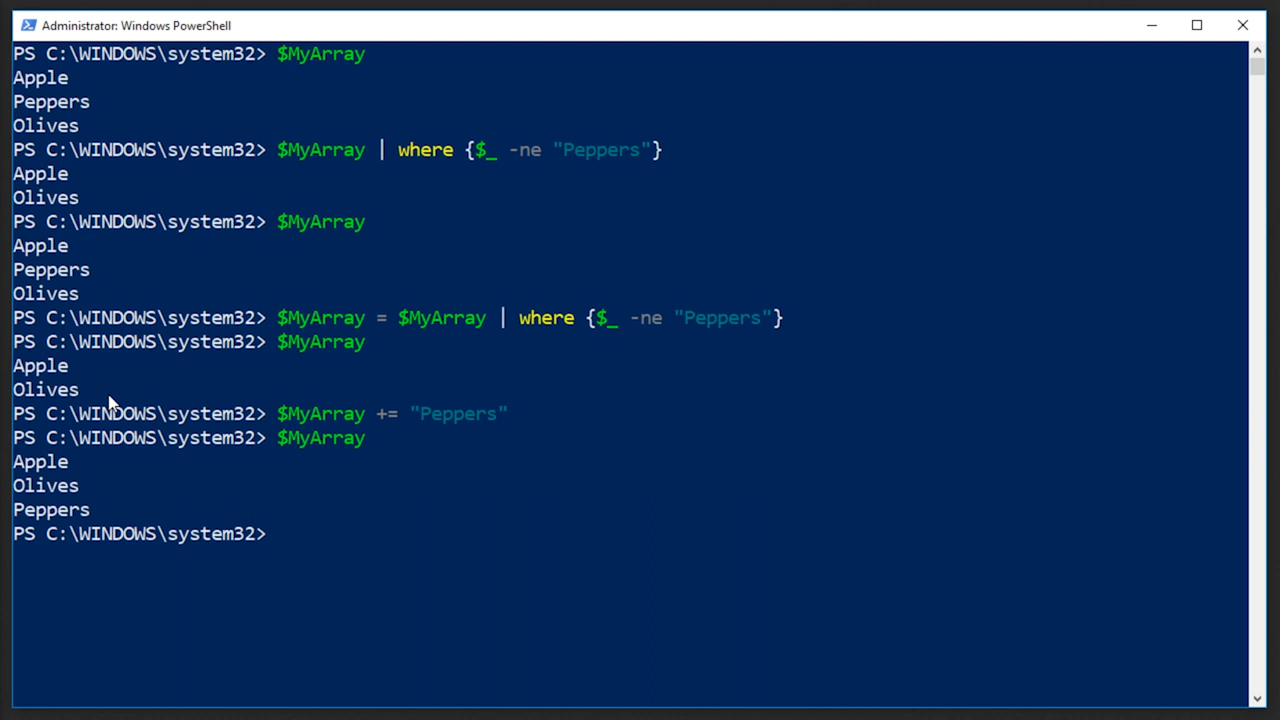 Administrator: Windows PowerShell
PS C:\WINDOWS\system32> $MyArray
Apple
Peppers
Olives
PS C:\WINDOWS\system32> $MyArray | where {$_ -ne "Peppers"}
Apple
Olives
PS C:\WINDOWS\system32> $MyArray
Apple
Peppers
Olives
PS C:\WINDOWS\system32> $MyArray = $MyArray | where {$_ -ne "Peppers"}
PS C:\WINDOWS\system32> $MyArray
Apple
Olives
PS C:\WINDOWS\system32> $MyArray += "Peppers"
PS C:\WINDOWS\system32> $MyArray
Apple
Olives
Peppers
PS C:\WINDOWS\system32>